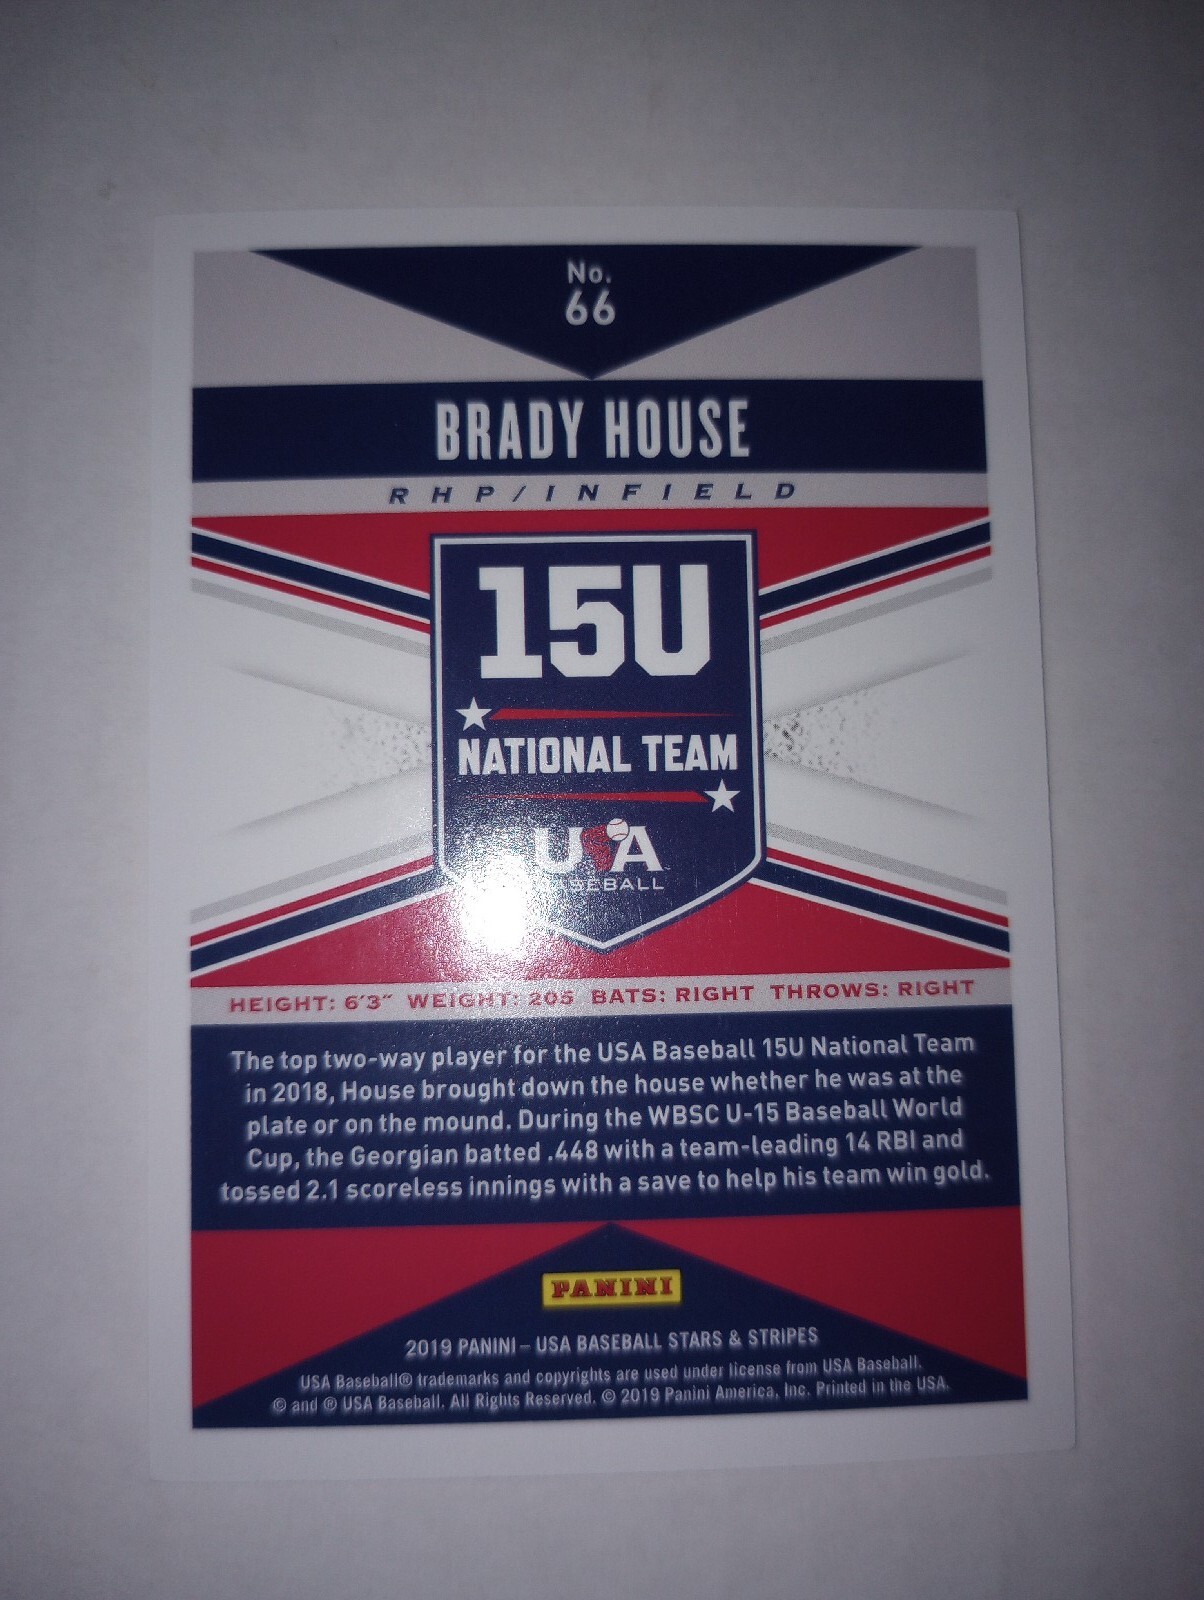 No.
66
BRADY HOUSE
RHP/INFIELD
15U
NATIONAL TEAM
USA
BASEBALL
HEIGHT: 6'3" WEIGHT: 205 BATS: RIGHT THROWS: RIGHT
The top two-way player for the USA Baseball 15U National Team
in 2018, House brought down the house whether he was at the
plate or on the mound. During the WBSC U-15 Baseball World
Cup, the Georgian batted .448 with a team-leading 14 RBI and
tossed 2.1 scoreless innings with a save to help his team win gold.
PANINI
2019 PANINI – USA BASEBALL STARS & STRIPES
USA Baseball® trademarks and copyrights are used under license from USA Baseball.
© and ® USA Baseball. All Rights Reserved. © 2019 Panini America, Inc. Printed in the USA.